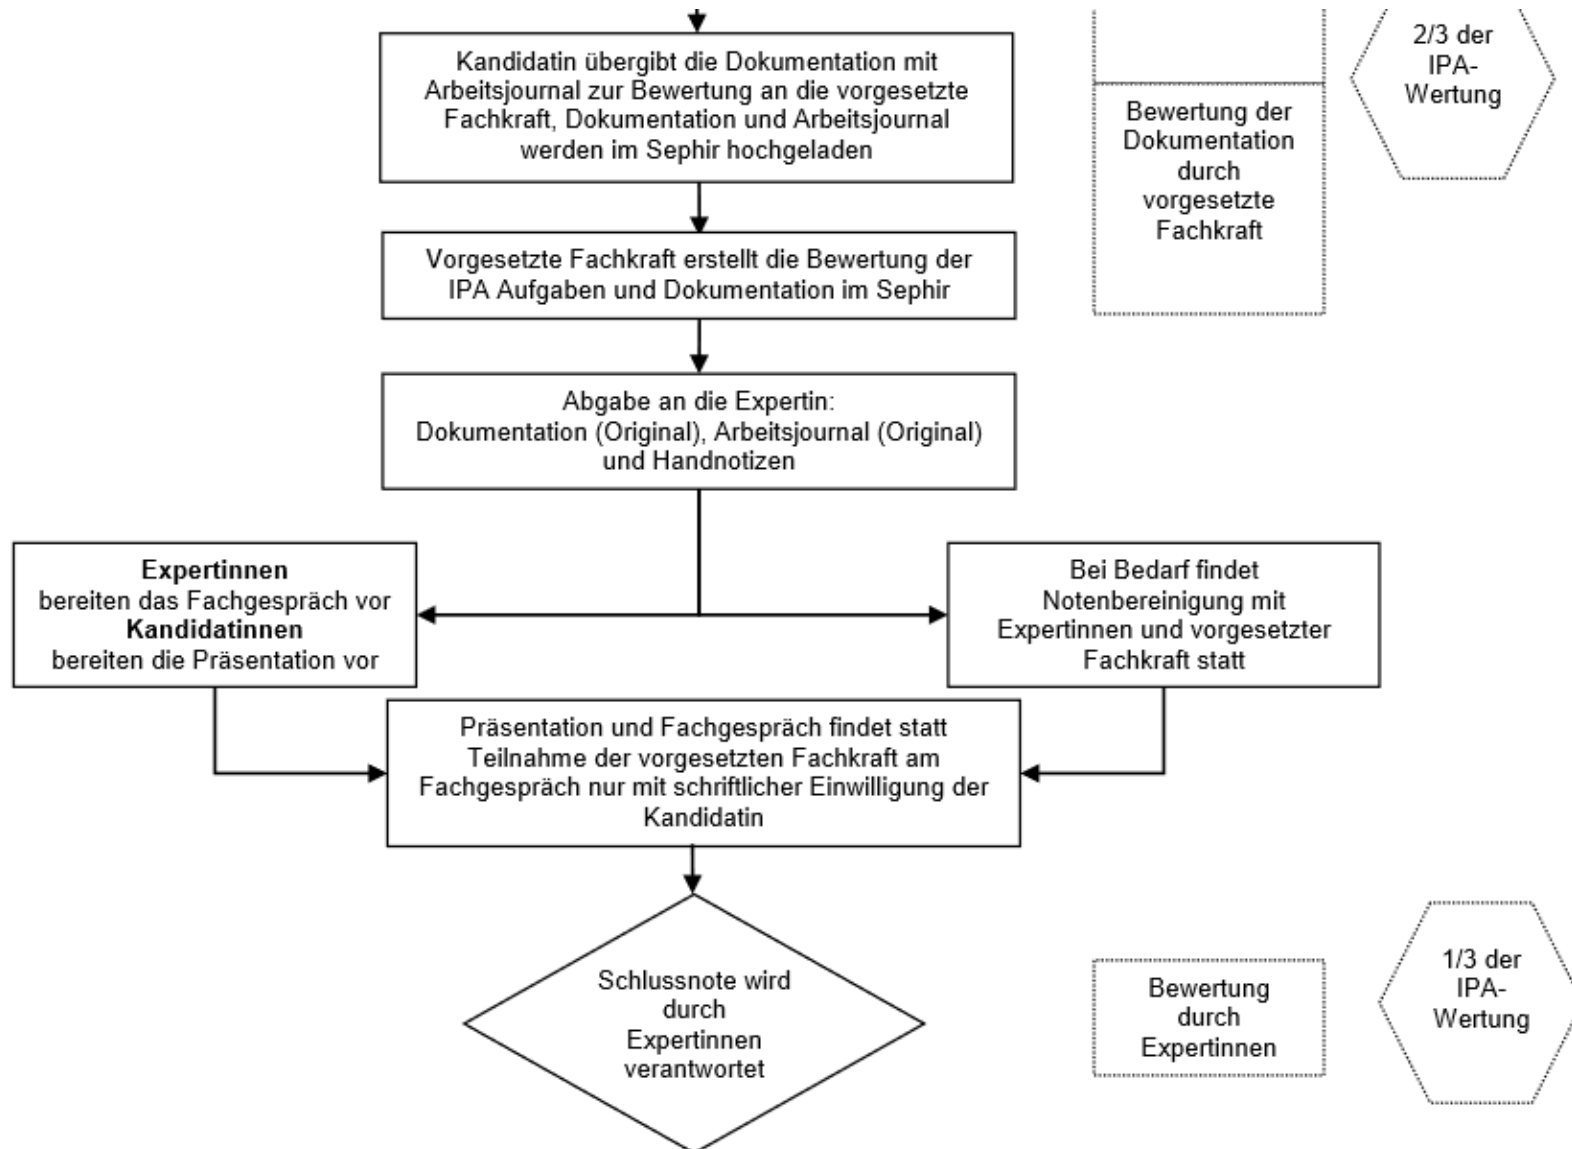 Kandidatin übergibt die Dokumentation mit
Arbeitsjournal zur Bewertung an die vorgesetzte
Fachkraft, Dokumentation und Arbeitsjournal
werden im Sephir hochgeladen
2/3 der
IPA-
Wertung
Bewertung der
Dokumentation
durch
vorgesetzte
Fachkraft
Vorgesetzte Fachkraft erstellt die Bewertung der
IPA Aufgaben und Dokumentation im Sephir
Abgabe an die Expertin:
Dokumentation (Original), Arbeitsjournal (Original)
und Handnotizen
Expertinnen
bereiten das Fachgespräch vor
Kandidatinnen
bereiten die Präsentation vor
Bei Bedarf findet
Notenbereinigung mit
Expertinnen und vorgesetzter
Fachkraft statt
Präsentation und Fachgespräch findet statt
Teilnahme der vorgesetzten Fachkraft am
Fachgespräch nur mit schriftlicher Einwilligung der
Kandidatin
Schlussnote wird
durch
Expertinnen
verantwortet
Bewertung
durch
Expertinnen
1/3 der
IPA-
Wertung